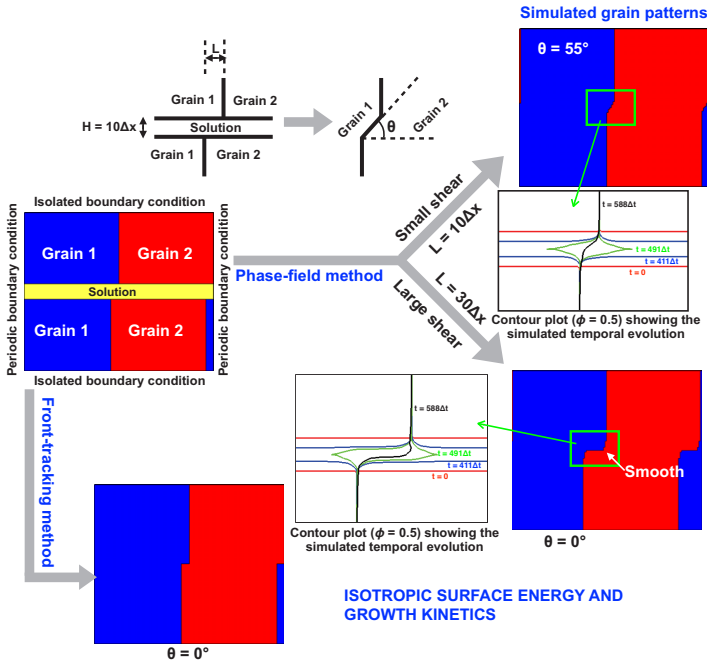 Simulated grain patterns
L
Grain 1
Grain 2
H = 10Δx
Solution
Grain 1
Grain 2
Grain 1
Grain 2
θ
θ = 55°
Small shear
L = 10Δx
t = 588Δt
t = 491Δt
t = 411Δt
t = 0
Contour plot (ϕ = 0.5) showing the
simulated temporal evolution
Isolated boundary condition
Periodic boundary condition
Grain 1
Grain 2
Solution
Grain 1
Grain 2
Periodic boundary condition
Isolated boundary condition
Phase-field method
L = 30Δx
Large shear
Smooth
θ = 0°
t = 588Δt
t = 491Δt
t = 411Δt
t = 0
Contour plot (ϕ = 0.5) showing the
simulated temporal evolution
Front-tracking method
θ = 0°
ISOTROPIC SURFACE ENERGY AND
GROWTH KINETICS